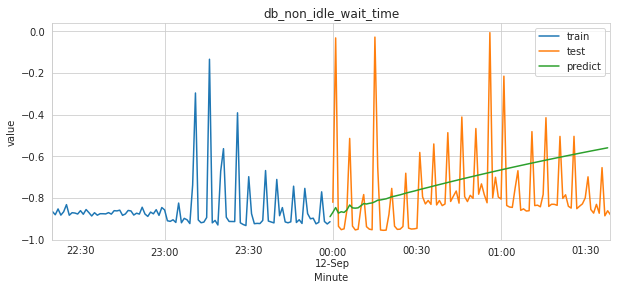 db_non_idle_wait_time
train
test
predict
value
0.0
−0.2
−0.4
−0.6
−0.8
−1.0
22:30 23:00 23:30 00:00 00:30 01:00 01:30
12-Sep
Minute